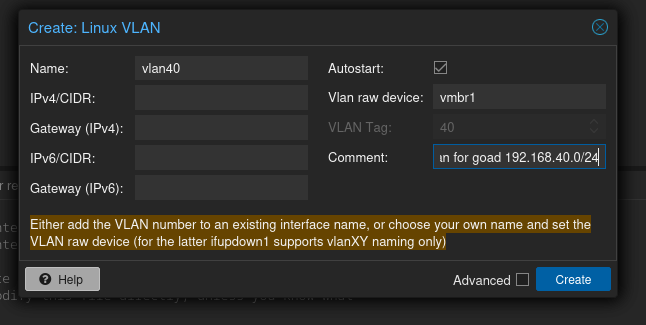 Create: Linux VLAN
Name: vlan40 Autostart:
IPv4/CIDR: Vlan raw device: vmbr1
Gateway (IPv4): VLAN Tag: 40
IPv6/CIDR: Comment: for goad 192.168.40.0/24
Gateway (IPv6):
Either add the VLAN number to an existing interface name, or choose your own name and set the
VLAN raw device (for the latter ifupdown1 supports vlanXY naming only)
Help Advanced Create